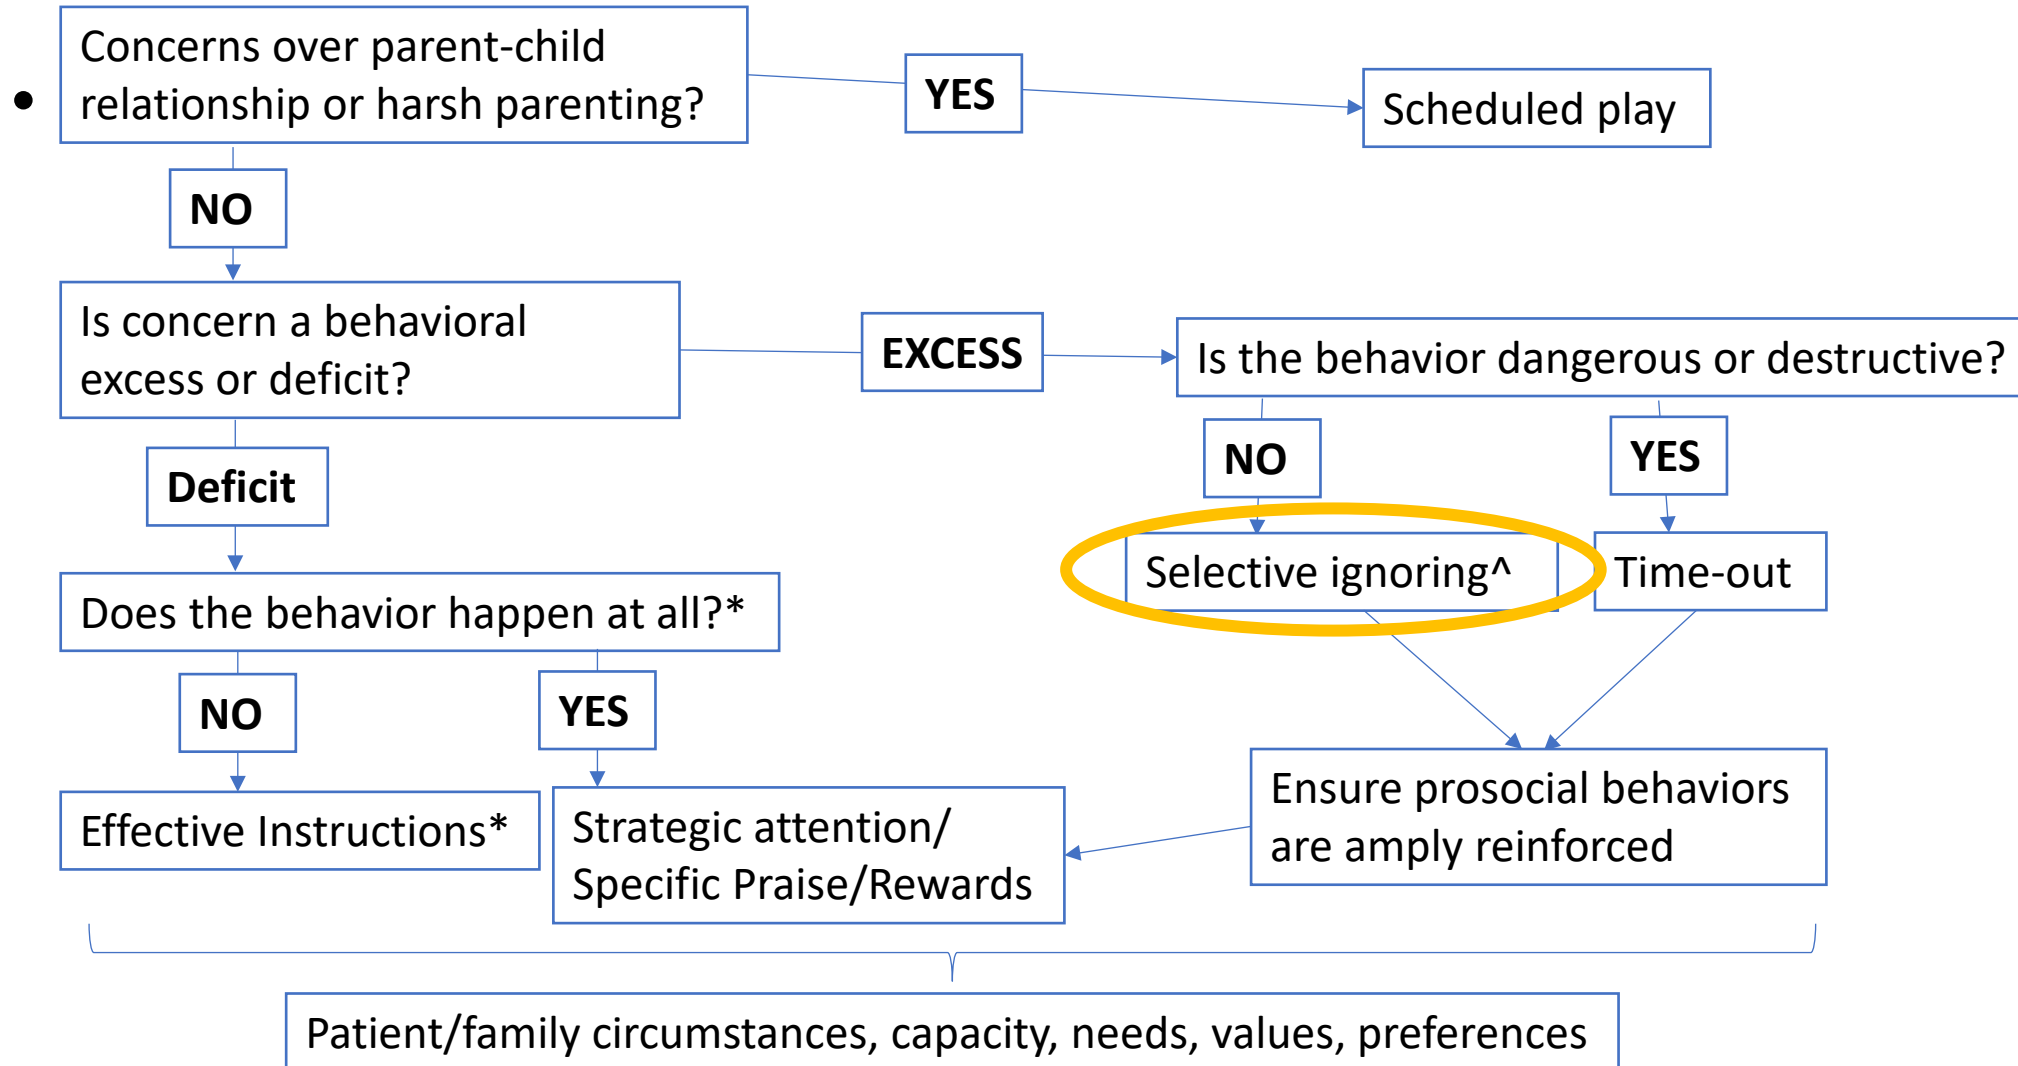 •
Concerns over parent-child
relationship or harsh parenting?
YES
Scheduled play
NO
Is concern a behavioral
excess or deficit?
EXCESS
Is the behavior dangerous or destructive?
Deficit
NO
YES
Selective ignoring^
Time-out
Does the behavior happen at all?*
NO
YES
Effective Instructions*
Strategic attention/
Specific Praise/Rewards
Ensure prosocial behaviors
are amply reinforced
Patient/family circumstances, capacity, needs, values, preferences